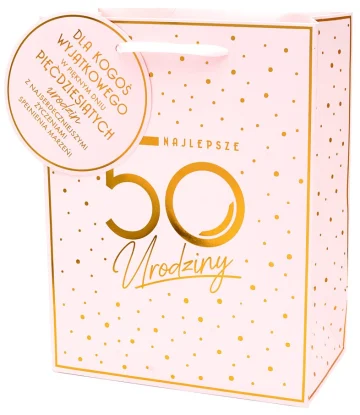 DLA KOGOŚ
WYJĄTKOWEGO
W PIĘKNYM DNIU
PIĘĆDZIESIĄTYCH
urodzin
Z NAJSERDECZNIEJSZYMI
ŻYCZENIAMI
SPEŁNIENIA MARZEŃ!
NAJLEPSZE
50
Urodziny